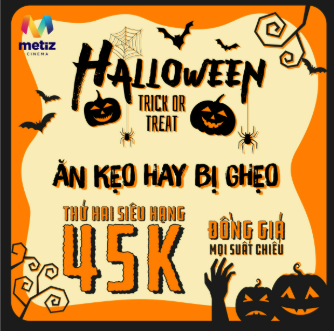 metiz
CINEMA
HALLOWEEN
TRICK OR
TREAT
ĂN KẸO HAY BỊ GHẸO
THỨ HAI SIÊU HẠNG
45K
ĐỒNG GIÁ
MỌI SUẤT CHIẾU